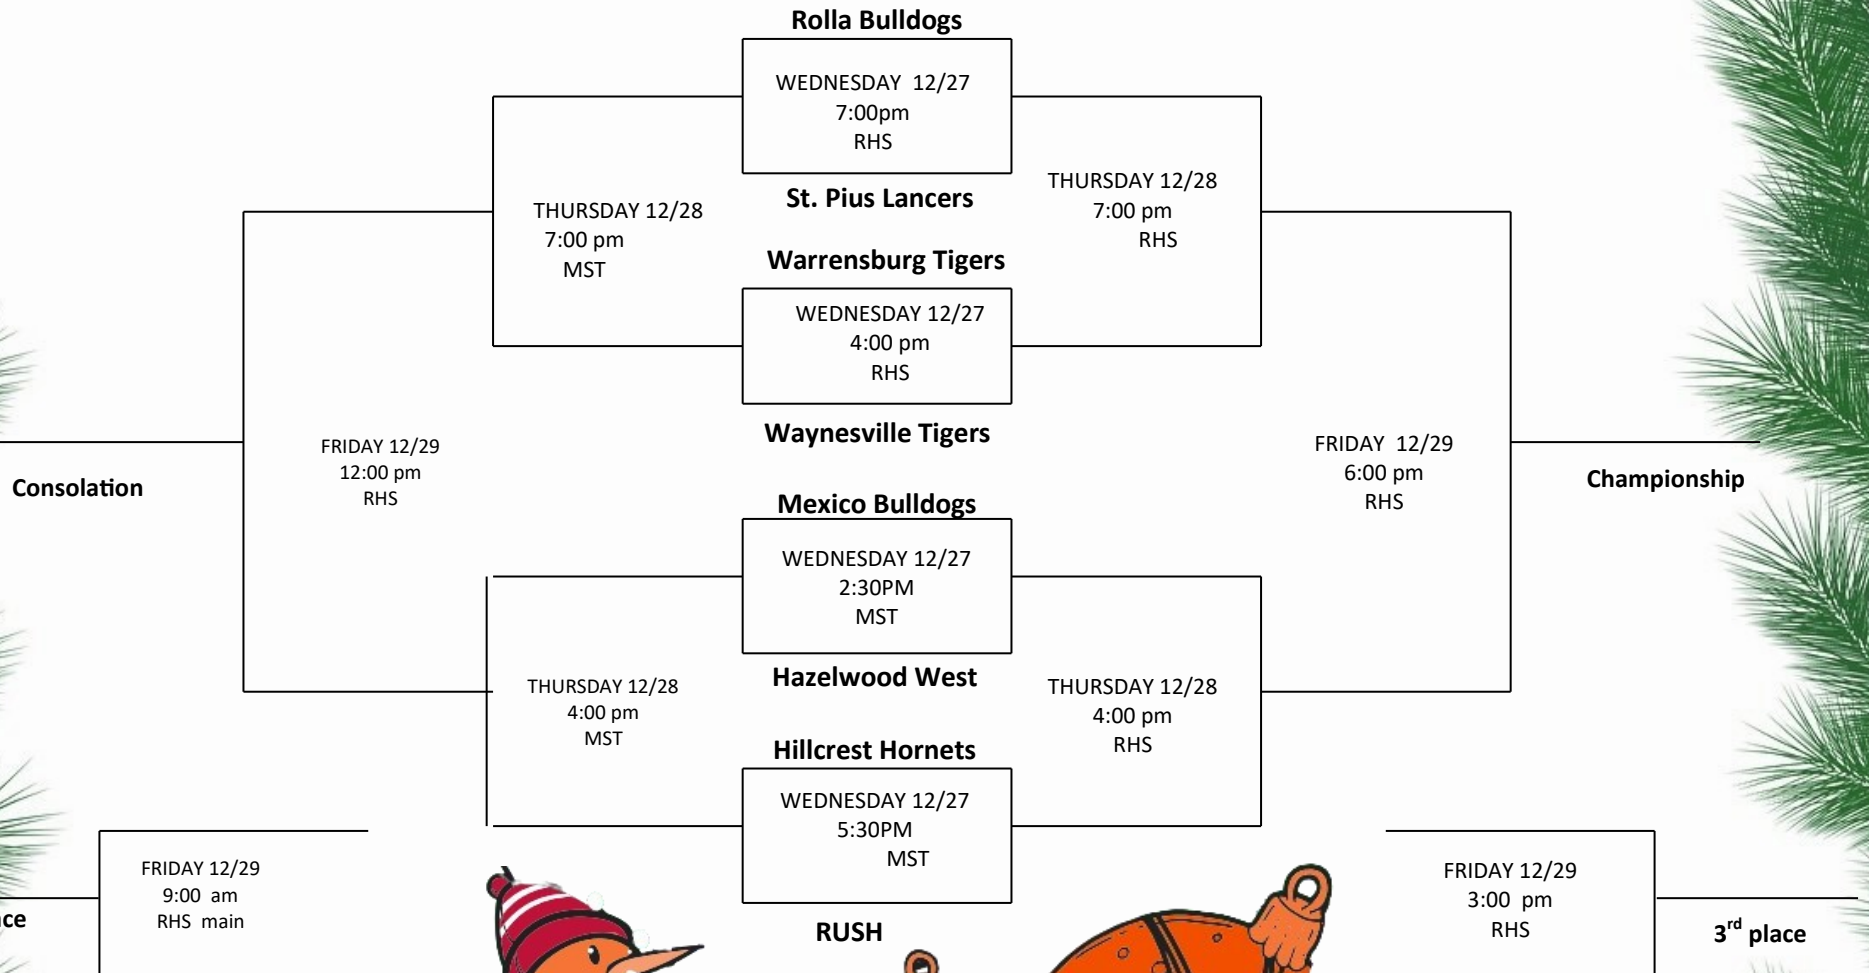 Rolla Bulldogs
WEDNESDAY 12/27
7:00pm
RHS
St. Pius Lancers
THURSDAY 12/28
7:00 pm
MST
THURSDAY 12/28
7:00 pm
RHS
Warrensburg Tigers
WEDNESDAY 12/27
4:00 pm
RHS
Waynesville Tigers
FRIDAY 12/29
12:00 pm
RHS
Consolation
FRIDAY 12/29
6:00 pm
RHS
Championship
Mexico Bulldogs
WEDNESDAY 12/27
2:30PM
MST
Hazelwood West
THURSDAY 12/28
4:00 pm
MST
THURSDAY 12/28
4:00 pm
RHS
Hillcrest Hornets
WEDNESDAY 12/27
5:30PM
MST
RUSH
FRIDAY 12/29
9:00 am
RHS main
FRIDAY 12/29
3:00 pm
RHS
3rd place